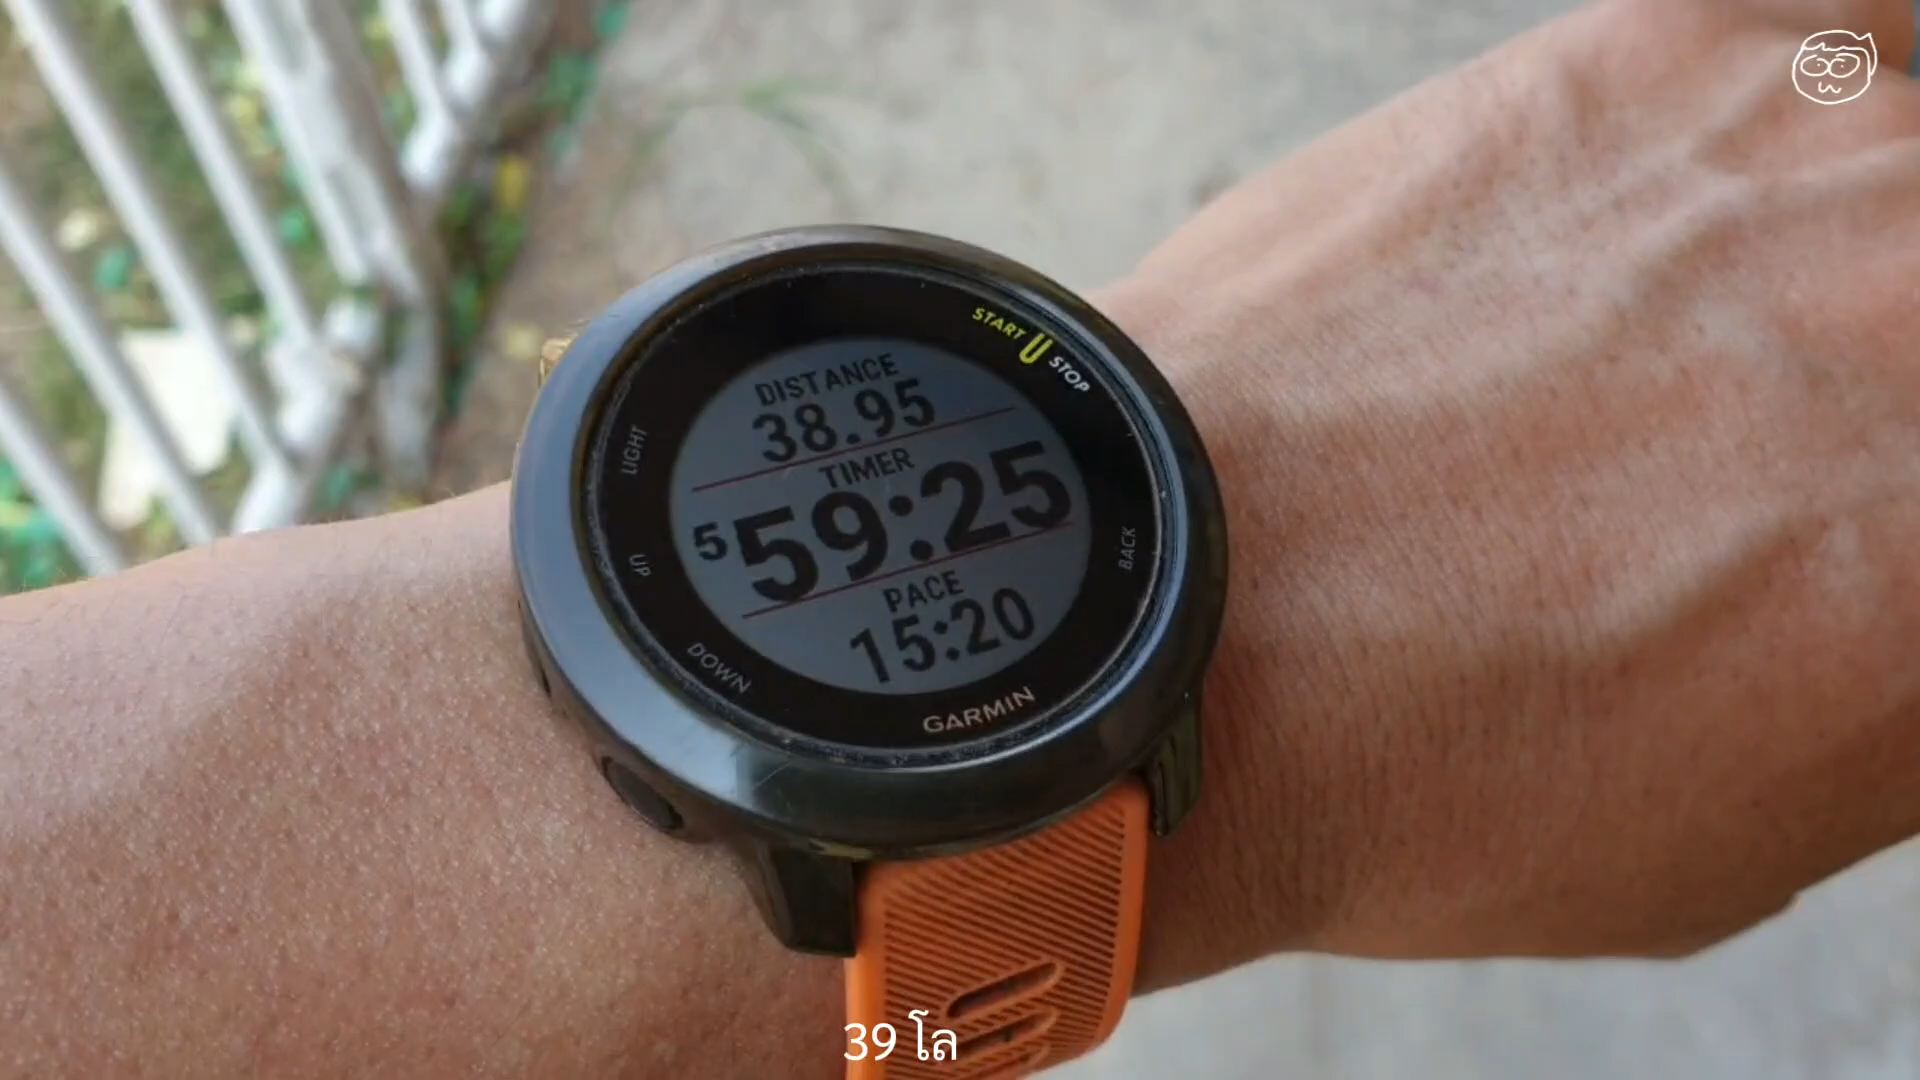 START
STOP
DISTANCE
38.95
LIGHT
TIMER
5 59:25
UP
BACK
PACE
15:20
DOWN
GARMIN
39 โล